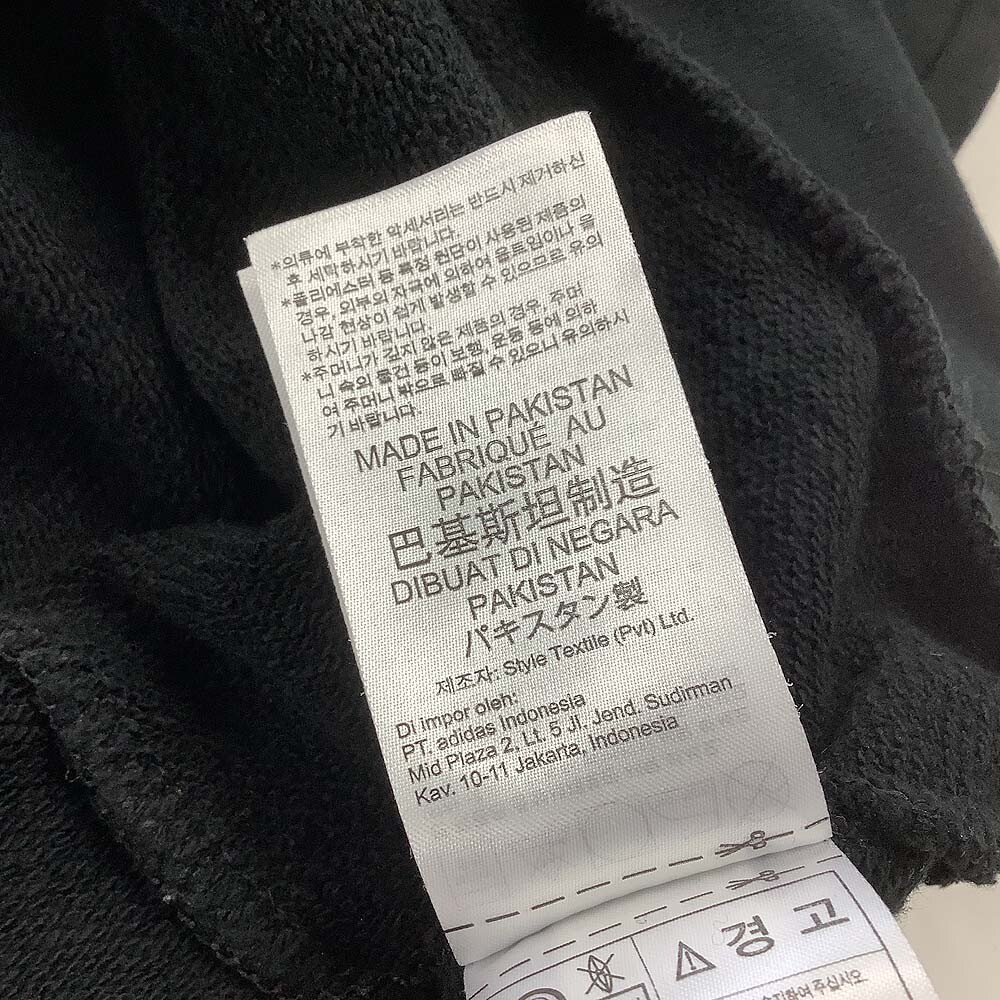 *의류에 부착한 악세서리는 반드시 제거하신
후 세탁하시기 바랍니다.
*폴리에스터 등 특정 원단이 사용된 제품의
경우, 외부의 자극에 의하여 올트임이나 올
나감 현상이 쉽게 발생할 수 있으므로 유의
하시기 바랍니다.
*주머니가 깊지 않은 제품의 경우, 주머
니 속의 물건 등이 보행, 운동 등에 의하
여 주머니 밖으로 빠질 수 있으니 유의하시
기 바랍니다.
MADE IN PAKISTAN
FABRIQUÉ AU
PAKISTAN
巴基斯坦制造
DIBUAT DI NEGARA
PAKISTAN
パキスタン製
제조자: Style Textile (Pvt) Ltd.
Di impor oleh:
PT. adidas Indonesia
Mid Plaza 2. Lt. 5 Jl. Jend. Sudirman
Kav. 10-11 Jakarta, Indonesia
경 고
하여 주십시오